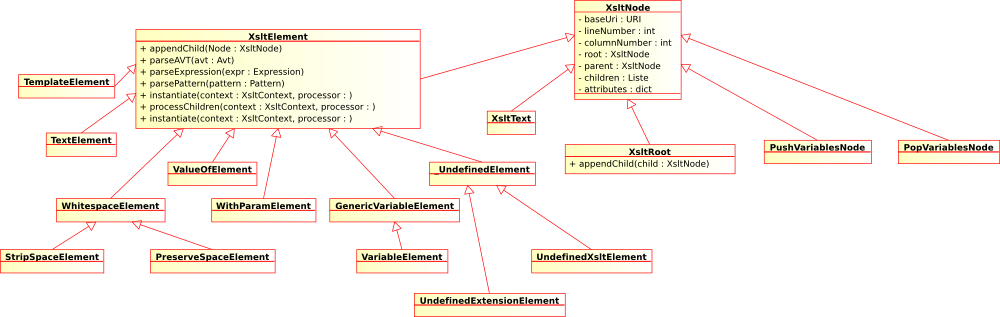 XsltNode
- baseUri : URI
- lineNumber : int
- columnNumber : int
- root : XsltNode
- parent : XsltNode
- children : Liste
- attributes : dict
XsltElement
+ appendChild(Node : XsltNode)
+ parseAVT(avt : Avt)
+ parseExpression(expr : Expression)
+ parsePattern(pattern : Pattern)
+ instantiate(context : XsltContext, processor : )
+ processChildren(context : XsltContext, processor : )
+ instantiate(context : XsltContext, processor : )
TemplateElement
TextElement
XsltText
XsltRoot
+ appendChild(child : XsltNode)
PushVariablesNode
PopVariablesNode
ValueOfElement
_UndefinedElement
WhitespaceElement
WithParamElement
GenericVariableElement
StripSpaceElement
PreserveSpaceElement
VariableElement
UndefinedXsltElement
UndefinedExtensionElement